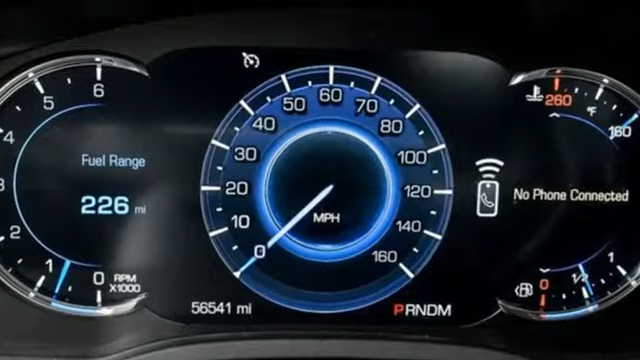 6
5
4
3
2
1
0
RPM
X1000
Fuel Range
226 mi
0
10
20
30
40
50
60
70
80
100
120
140
160
MPH
56541 mi
PRNDM
No Phone Connected
260
°F
160
0
1/2
1